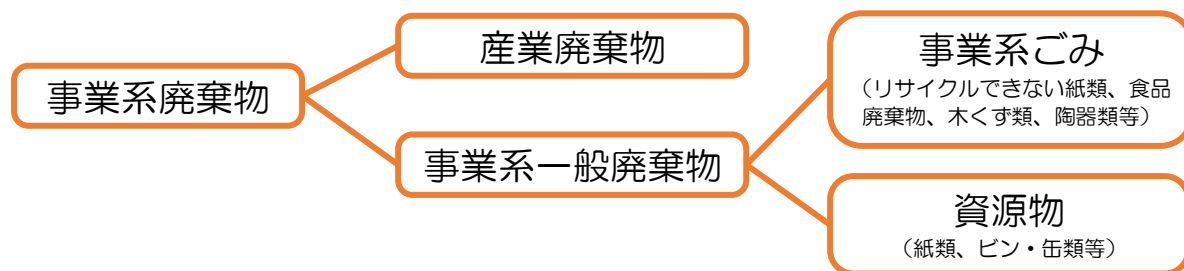 事業系廃棄物
産業廃棄物
事業系一般廃棄物
事業系ごみ
（リサイクルできない紙類、食品
廃棄物、木くず類、陶器類等）
資源物
（紙類、ビン・缶類等）